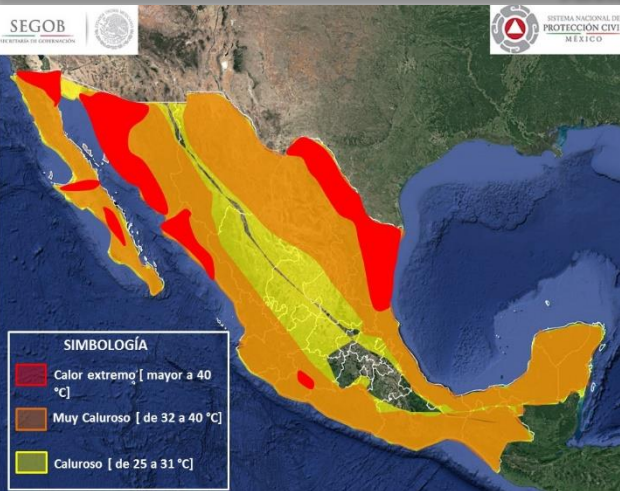 SEGOB
SECRETARÍA DE GOBERNACIÓN
SISTEMA NACIONAL DE
PROTECCIÓN CIVI
MÉXICO
SIMBOLOGÍA
Calor extremo [ mayor a 40
°C]
Muy Caluroso [ de 32 a 40 °C]
Caluroso [ de 25 a 31 °C]